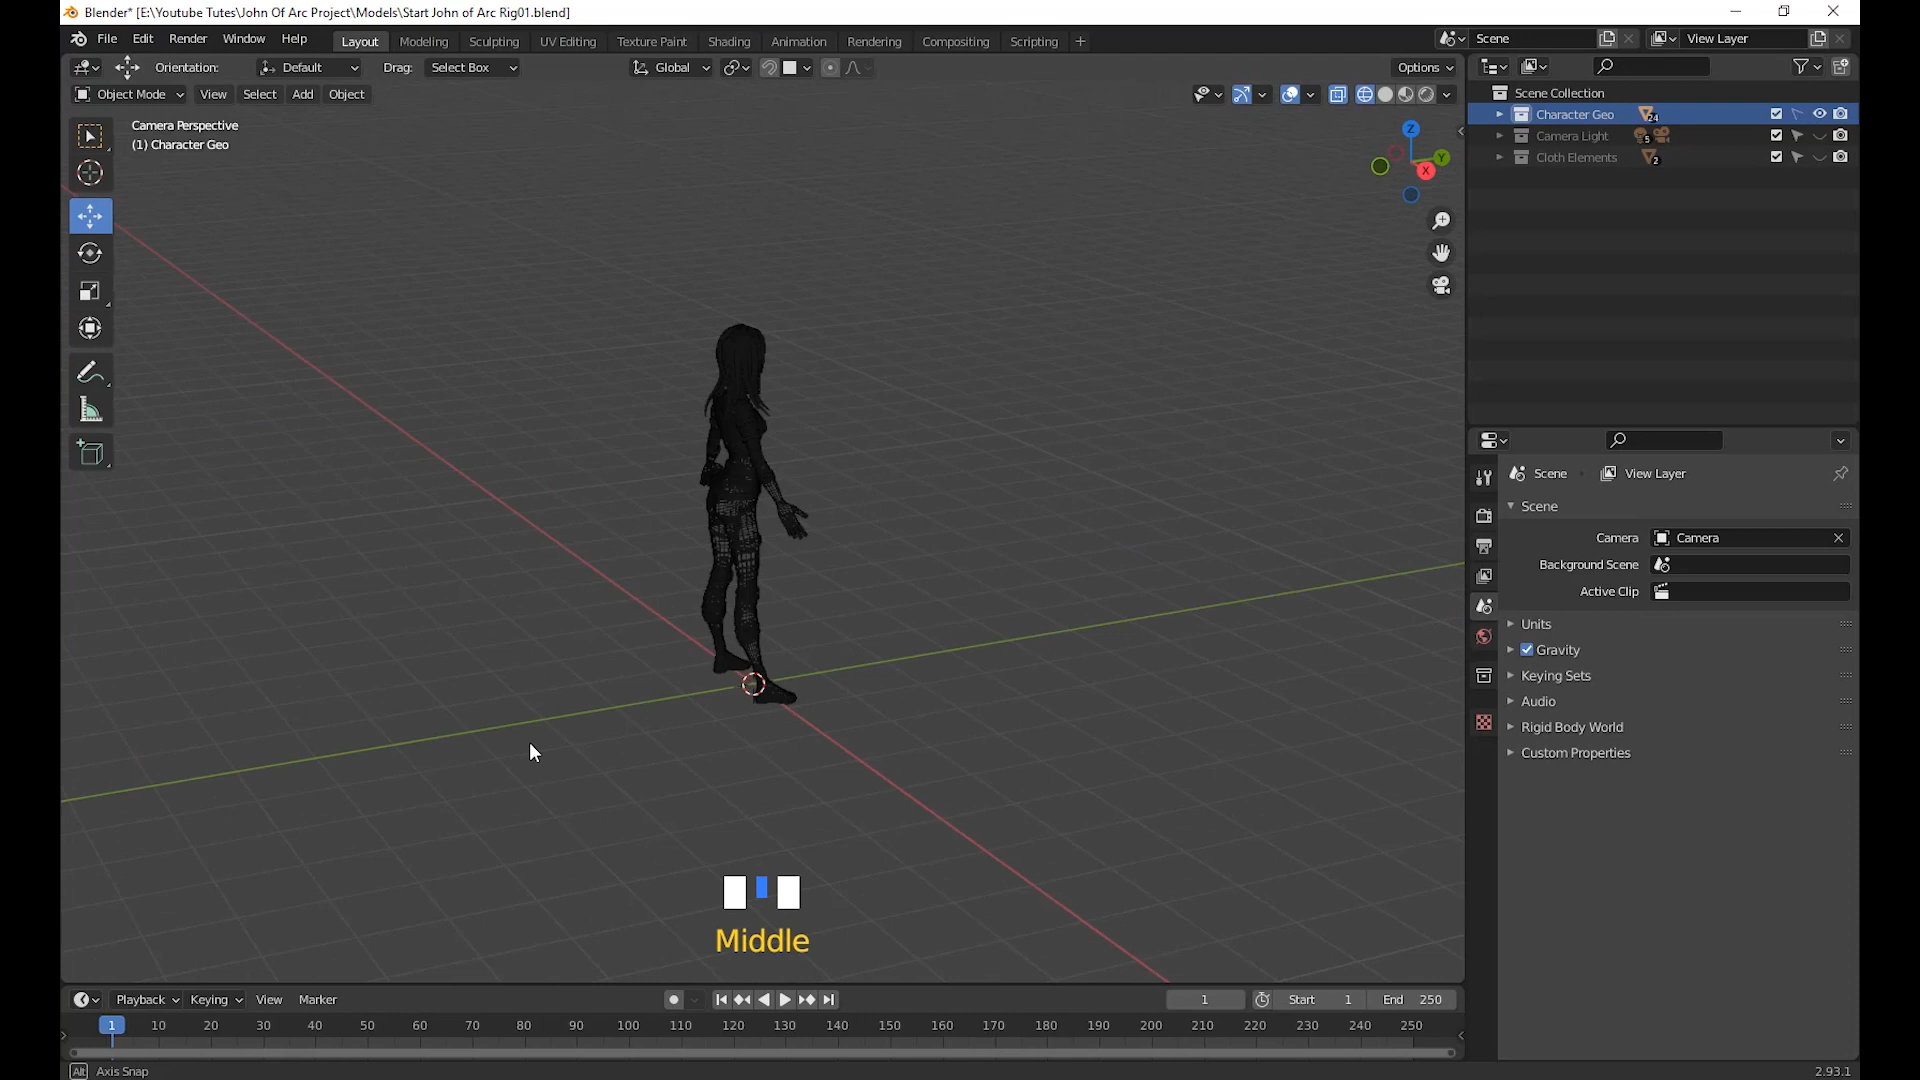 Blender* [E:\Youtube Tutes\John Of Arc Project\Models\Start John of Arc Rig01.blend]
File Edit Render Window Help Layout Modeling Sculpting UV Editing Texture Paint Shading Animation Rendering Compositing Scripting + Scene View Layer
Orientation: Default Drag: Select Box Global Options
Object Mode View Select Add Object
Camera Perspective
(1) Character Geo
Z
Y
X
Scene Collection
Character Geo 24
Camera Light 5
Cloth Elements 2
Scene View Layer
Scene
Camera Camera
Background Scene
Active Clip
Units
Gravity
Keying Sets
Audio
Rigid Body World
Custom Properties
Middle
Playback Keying View Marker 1 Start 1 End 250
1 10 20 30 40 50 60 70 80 90 100 110 120 130 140 150 160 170 180 190 200 210 220 230 240 250
Alt Axis Snap 2.93.1